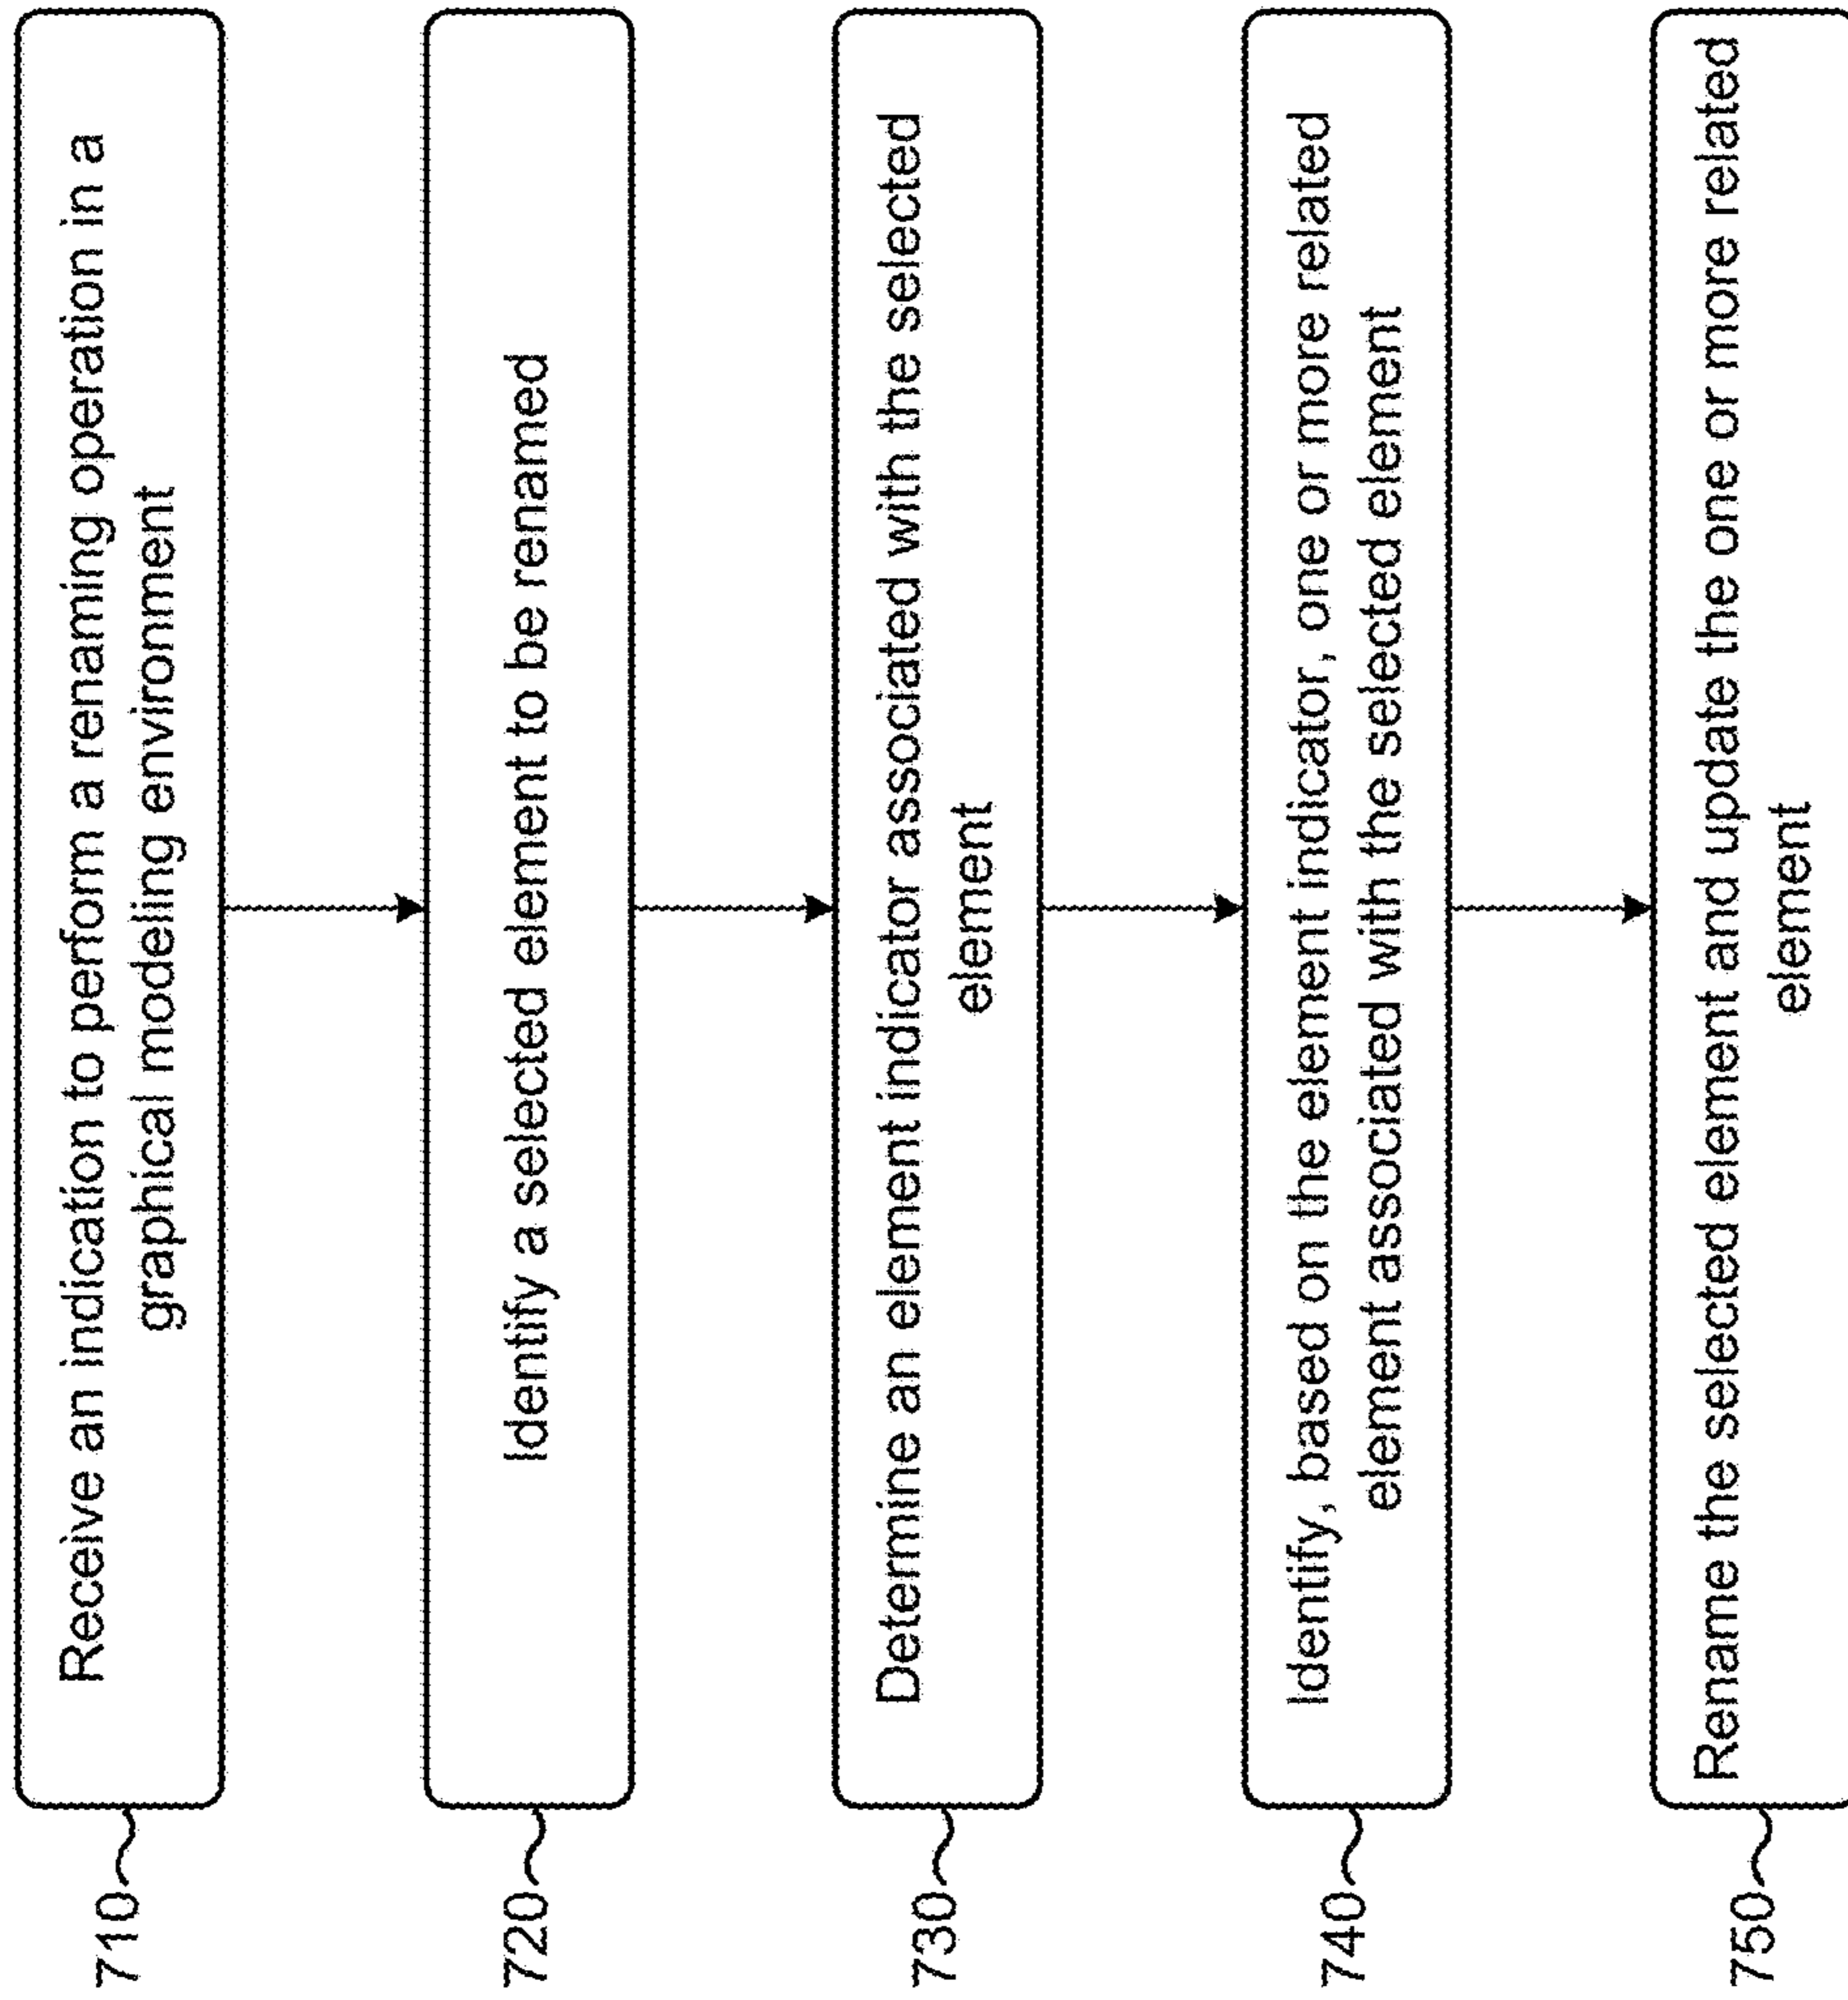 710
Receive an indication to perform a renaming operation in a
graphical modeling environment
720
Identify a selected element to be renamed
730
Determine an element indicator associated with the selected
element
740
Identify, based on the element indicator, one or more related
element associated with the selected element
750
Rename the selected element and update the one or more related
element